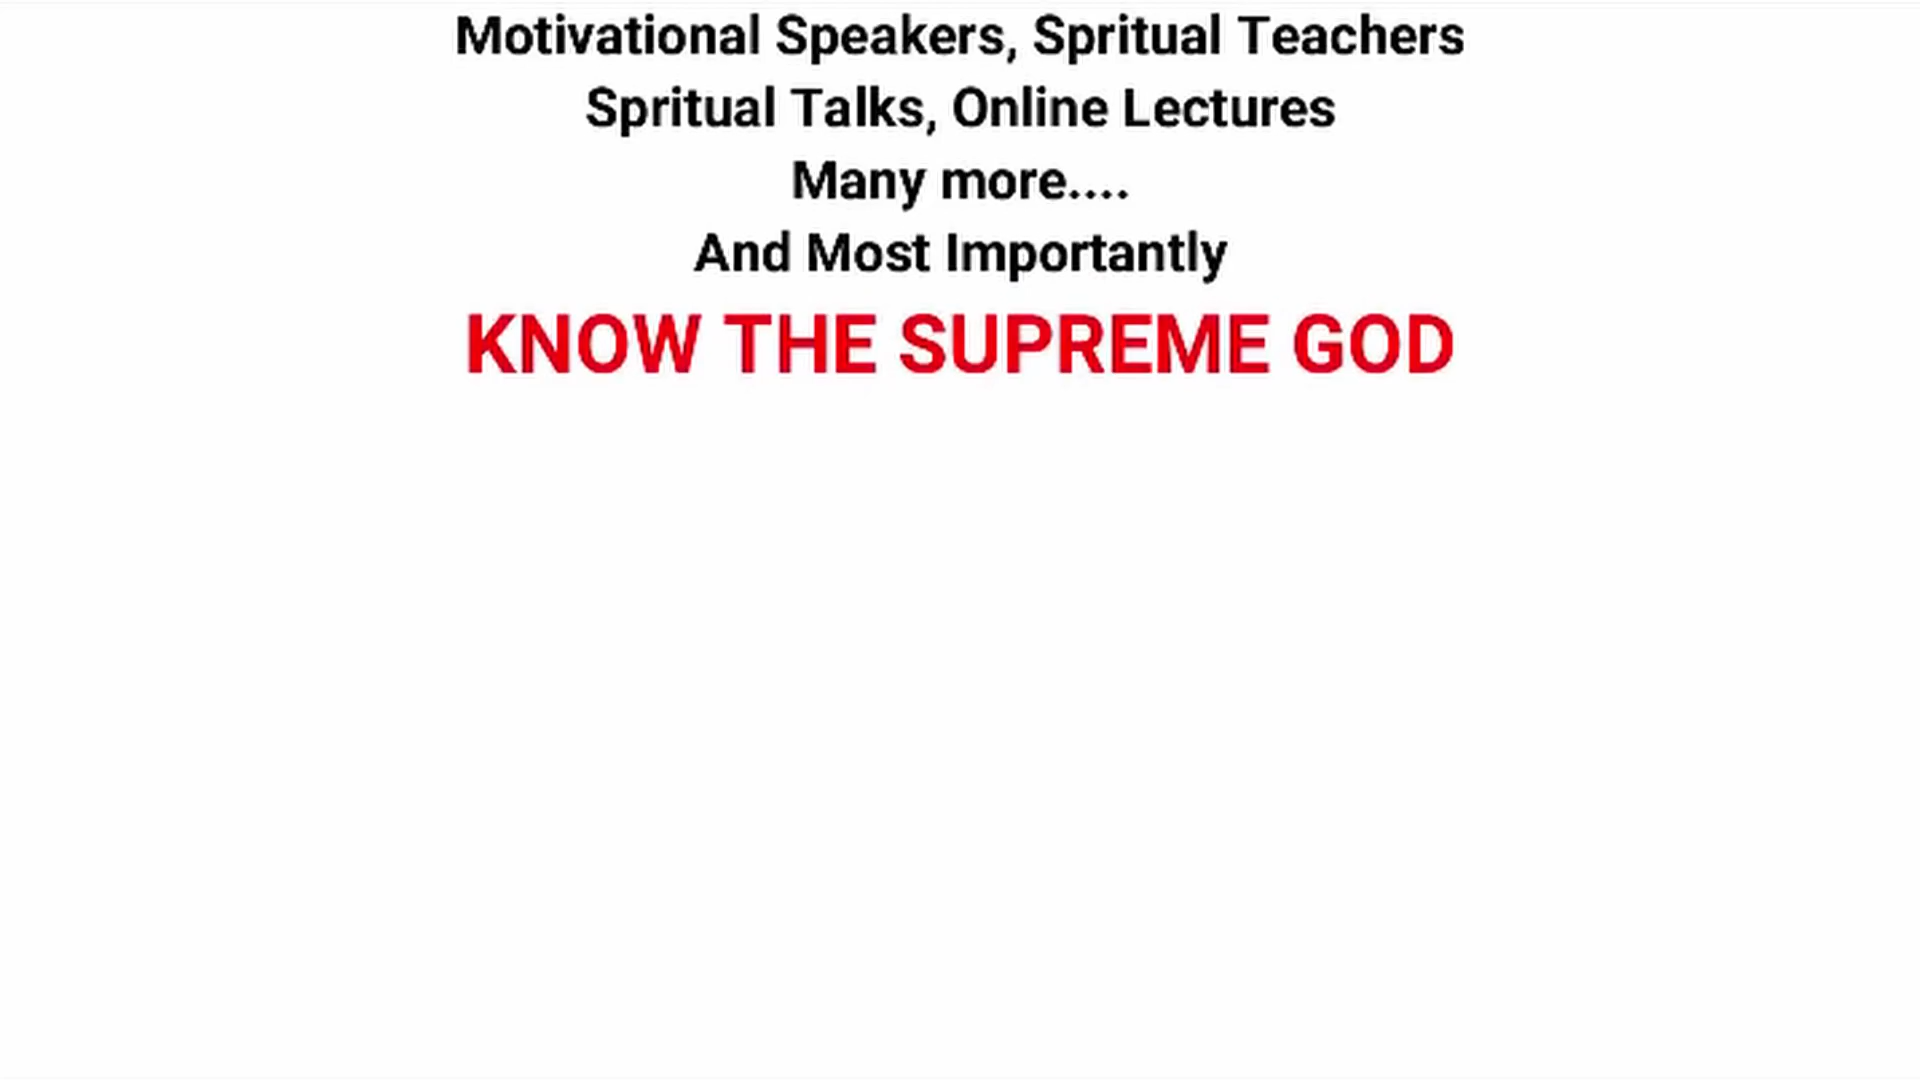 Motivational Speakers, Spritual Teachers
Spritual Talks, Online Lectures
Many more....
And Most Importantly
KNOW THE SUPREME GOD